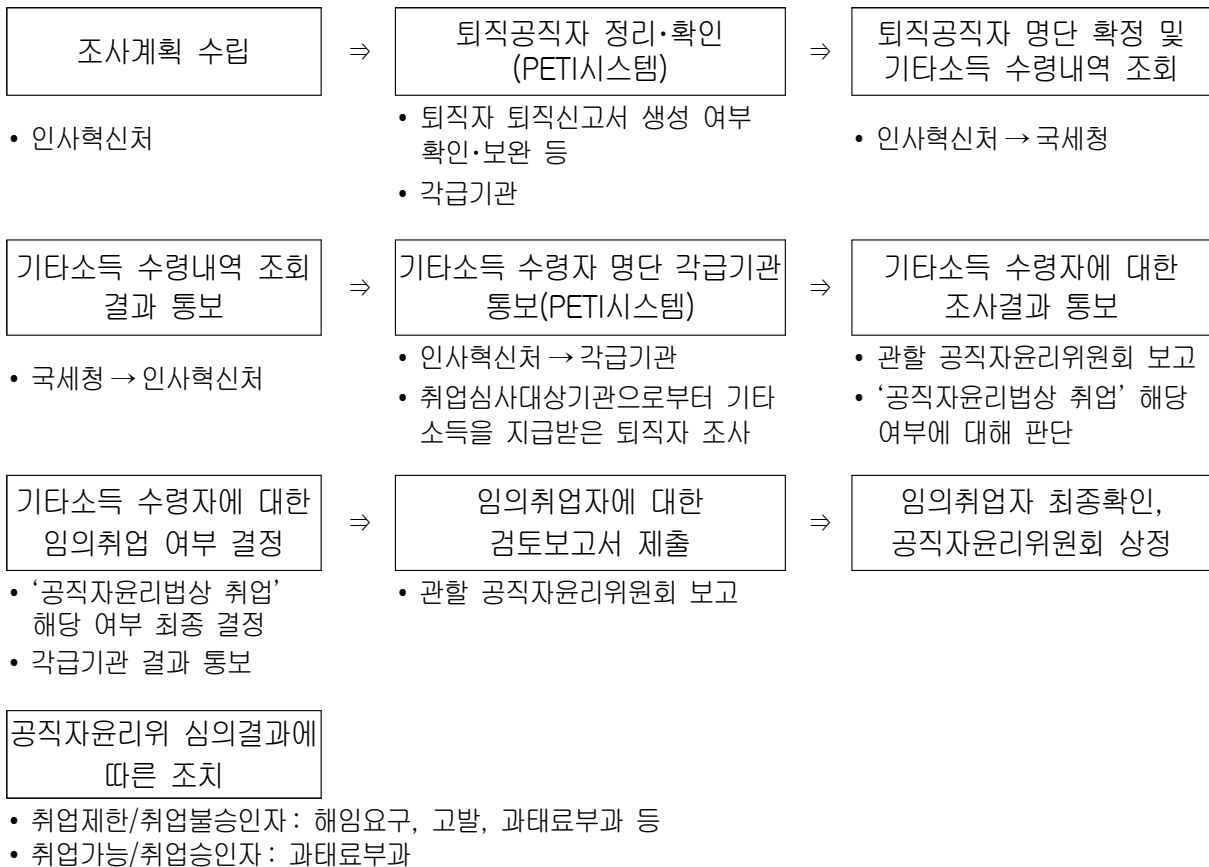 조사계획 수립
⇒
퇴직공직자 정리･확인
(PETI시스템)
⇒
퇴직공직자 명단 확정 및
기타소득 수령내역 조회
• 인사혁신처
• 퇴직자 퇴직신고서 생성 여부
확인･보완 등
• 각급기관
• 인사혁신처 → 국세청
기타소득 수령내역 조회
결과 통보
⇒
기타소득 수령자 명단 각급기관
통보(PETI시스템)
⇒
기타소득 수령자에 대한
조사결과 통보
• 국세청 → 인사혁신처
• 인사혁신처 → 각급기관
• 취업심사대상기관으로부터 기타
소득을 지급받은 퇴직자 조사
• 관할 공직자윤리위원회 보고
• ‘공직자윤리법상 취업’ 해당
여부에 대해 판단
기타소득 수령자에 대한
임의취업 여부 결정
⇒
임의취업자에 대한
검토보고서 제출
⇒
임의취업자 최종확인,
공직자윤리위원회 상정
• ‘공직자윤리법상 취업’
해당 여부 최종 결정
• 각급기관 결과 통보
• 관할 공직자윤리위원회 보고
공직자윤리위 심의결과에
따른 조치
• 취업제한/취업불승인자 : 해임요구, 고발, 과태료부과 등
• 취업가능/취업승인자 : 과태료부과